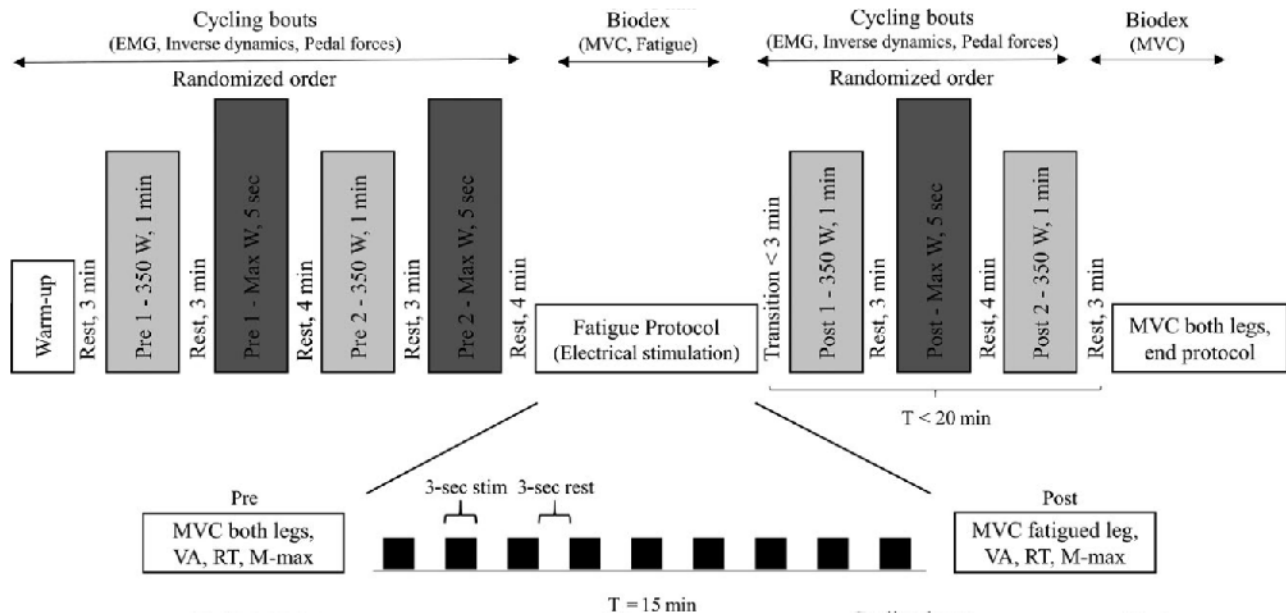 Cycling bouts
(EMG, Inverse dynamics, Pedal forces)
Randomized order
Biodex
(MVC, Fatigue)
Cycling bouts
(EMG, Inverse dynamics, Pedal forces)
Randomized order
Biodex
(MVC)
Warm-up
Rest, 3 min
Pre 1 - 350 W, 1 min
Rest, 3 min
Pre 1 - Max W, 5 sec
Rest, 4 min
Pre 2 - 350 W, 1 min
Rest, 3 min
Pre 2 - Max W, 5 sec
Rest, 4 min
Fatigue Protocol
(Electrical stimulation)
Transition < 3 min
Post 1 - 350 W, 1 min
Rest, 3 min
Post - Max W, 5 sec
Rest, 4 min
Post 2 - 350 W, 1 min
Rest, 3 min
MVC both legs,
end protocol
T < 20 min
Pre
MVC both legs,
VA, RT, M-max
3-sec stim
3-sec rest
T = 15 min
Post
MVC fatigued leg,
VA, RT, M-max